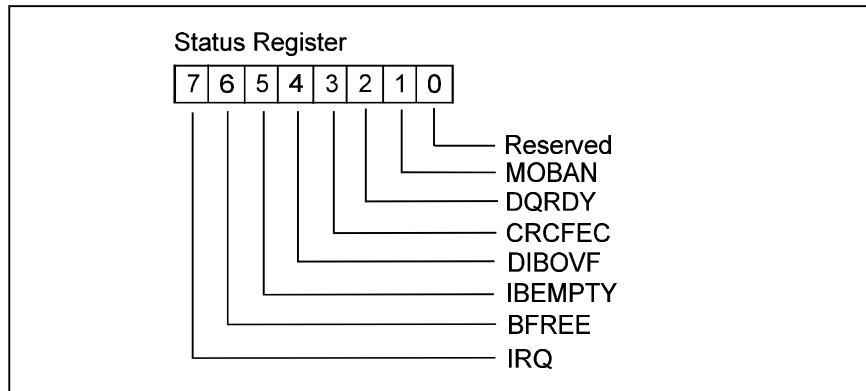 Status Register
7 6 5 4 3 2 1 0
Reserved
MOBAN
DQRDY
CRCFEC
DIBOVF
IBEMPTY
BFREE
IRQ